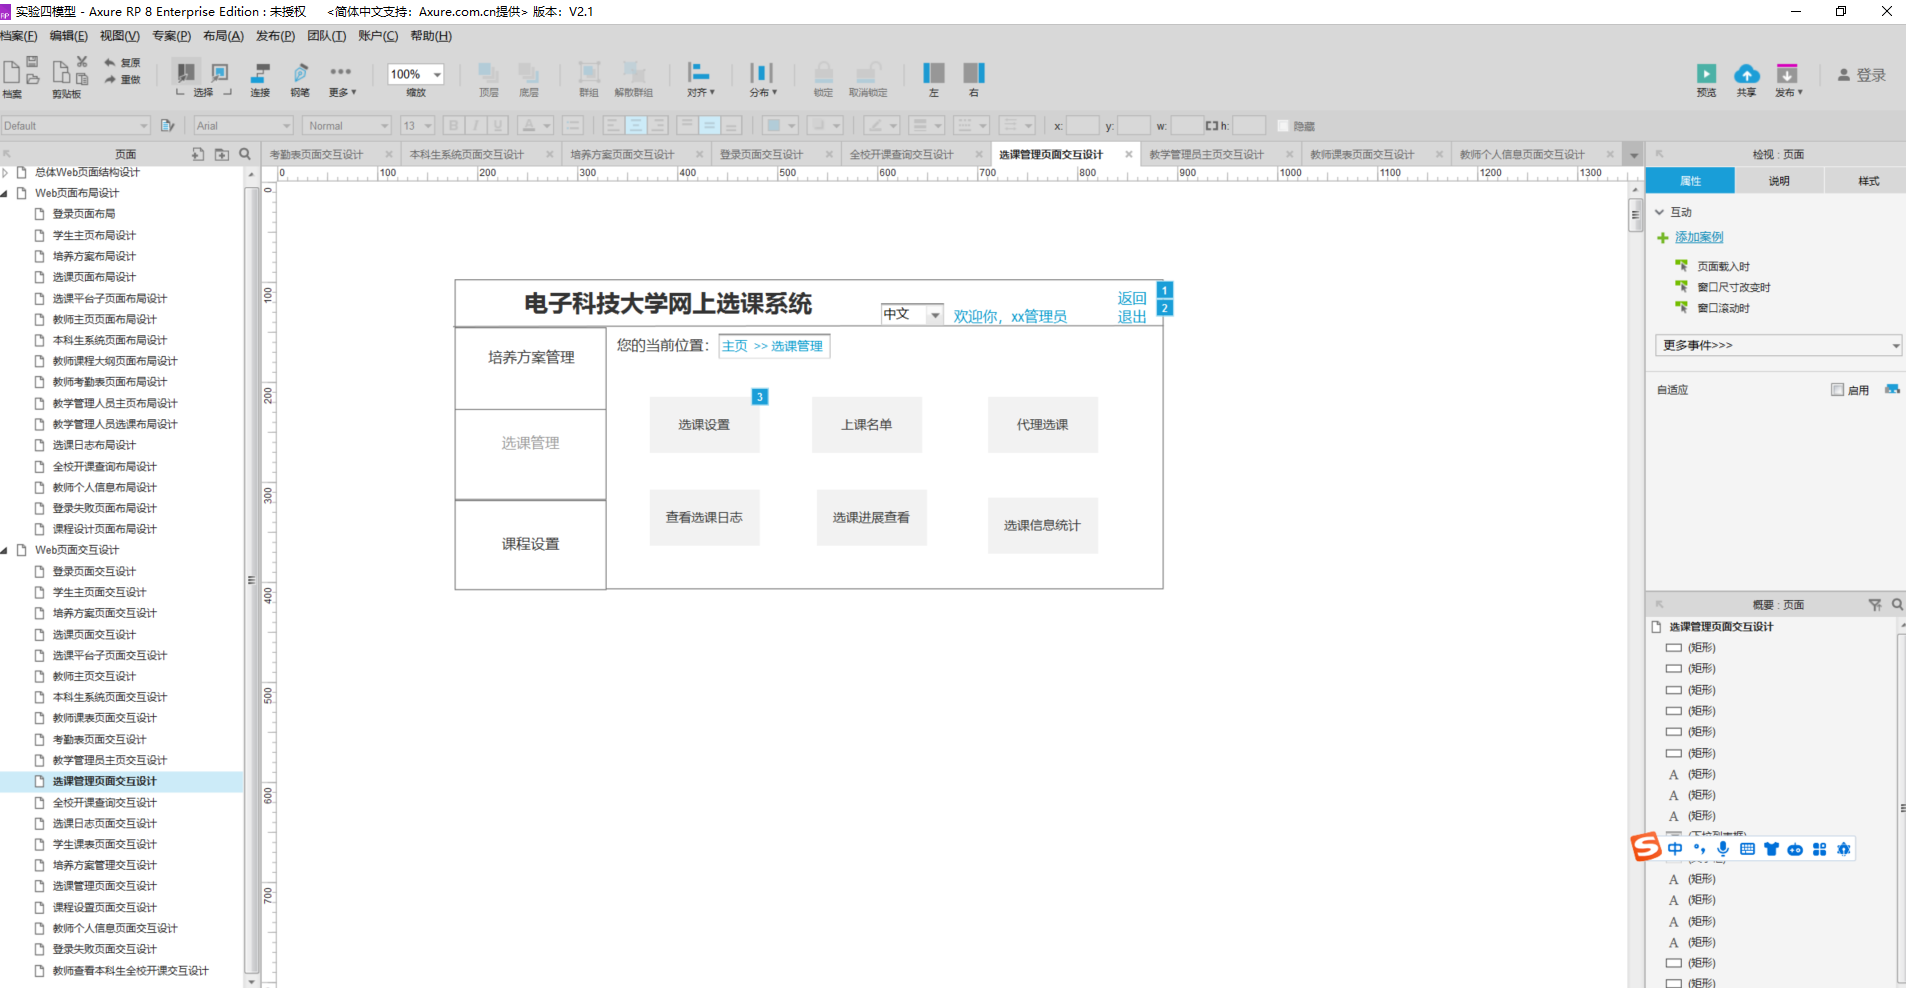 实验四模型 - Axure RP 8 Enterprise Edition : 未授权 <简体中文支持：Axure.com.cn提供> 版本：V2.1
档案(F) 编辑(E) 视图(V) 专案(P) 布局(A) 发布(P) 团队(T) 账户(C) 帮助(H)
档案 剪贴板 复原 重做 选择 连接 钢笔 更多▼ 100% 缩放 顶层 底层 群组 解散群组 对齐▼ 分布▼ 锁定 取消锁定 左 右 预览 共享 发布▼ 登录
Default Arial Normal 13 B I U A x: y: w: h: 隐藏
页面
考勤表页面交互设计 本科生系统页面交互设计 培养方案页面交互设计 登录页面交互设计 全校开课查询交互设计 选课管理页面交互设计 教学管理员主页交互设计 教师课表页面交互设计 教师个人信息页面交互设计
检视 : 页面
0 100 200 300 400 500 600 700 800 900 1000 1100 1200 1300
0 100 200 300 400 500 600 700
总体Web页面结构设计
Web页面布局设计
登录页面布局
学生主页布局设计
培养方案布局设计
选课页面布局设计
选课平台子页面布局设计
教师主页页面布局设计
本科生系统页面布局设计
教师课程大纲页面布局设计
教师考勤表页面布局设计
教学管理人员主页布局设计
教学管理人员选课布局设计
选课日志布局设计
全校开课查询布局设计
教师个人信息布局设计
登录失败页面布局设计
课程设计页面布局设计
Web页面交互设计
登录页面交互设计
学生主页面交互设计
培养方案页面交互设计
选课页面交互设计
选课平台子页面交互设计
教师主页交互设计
本科生系统页面交互设计
教师课表页面交互设计
考勤表页面交互设计
教学管理员主页交互设计
选课管理页面交互设计
全校开课查询交互设计
选课日志页面交互设计
学生课表页面交互设计
培养方案管理交互设计
选课管理页面交互设计
课程设置页面交互设计
教师个人信息页面交互设计
登录失败页面交互设计
教师查看本科生全校开课交互设计
电子科技大学网上选课系统
中文
欢迎你，xx管理员
返回
退出
1
2
培养方案管理
选课管理
课程设置
您的当前位置：
主页 >> 选课管理
3
选课设置 上课名单 代理选课
查看选课日志 选课进展查看 选课信息统计
属性 说明 样式
互动
添加案例
页面载入时
窗口尺寸改变时
窗口滚动时
更多事件>>>
自适应 启用
概要 : 页面
选课管理页面交互设计
(矩形)
(矩形)
(矩形)
(矩形)
(矩形)
(矩形)
A (矩形)
A (矩形)
A (矩形)
中
A (矩形)
A (矩形)
A (矩形)
A (矩形)
(矩形)
(矩形)